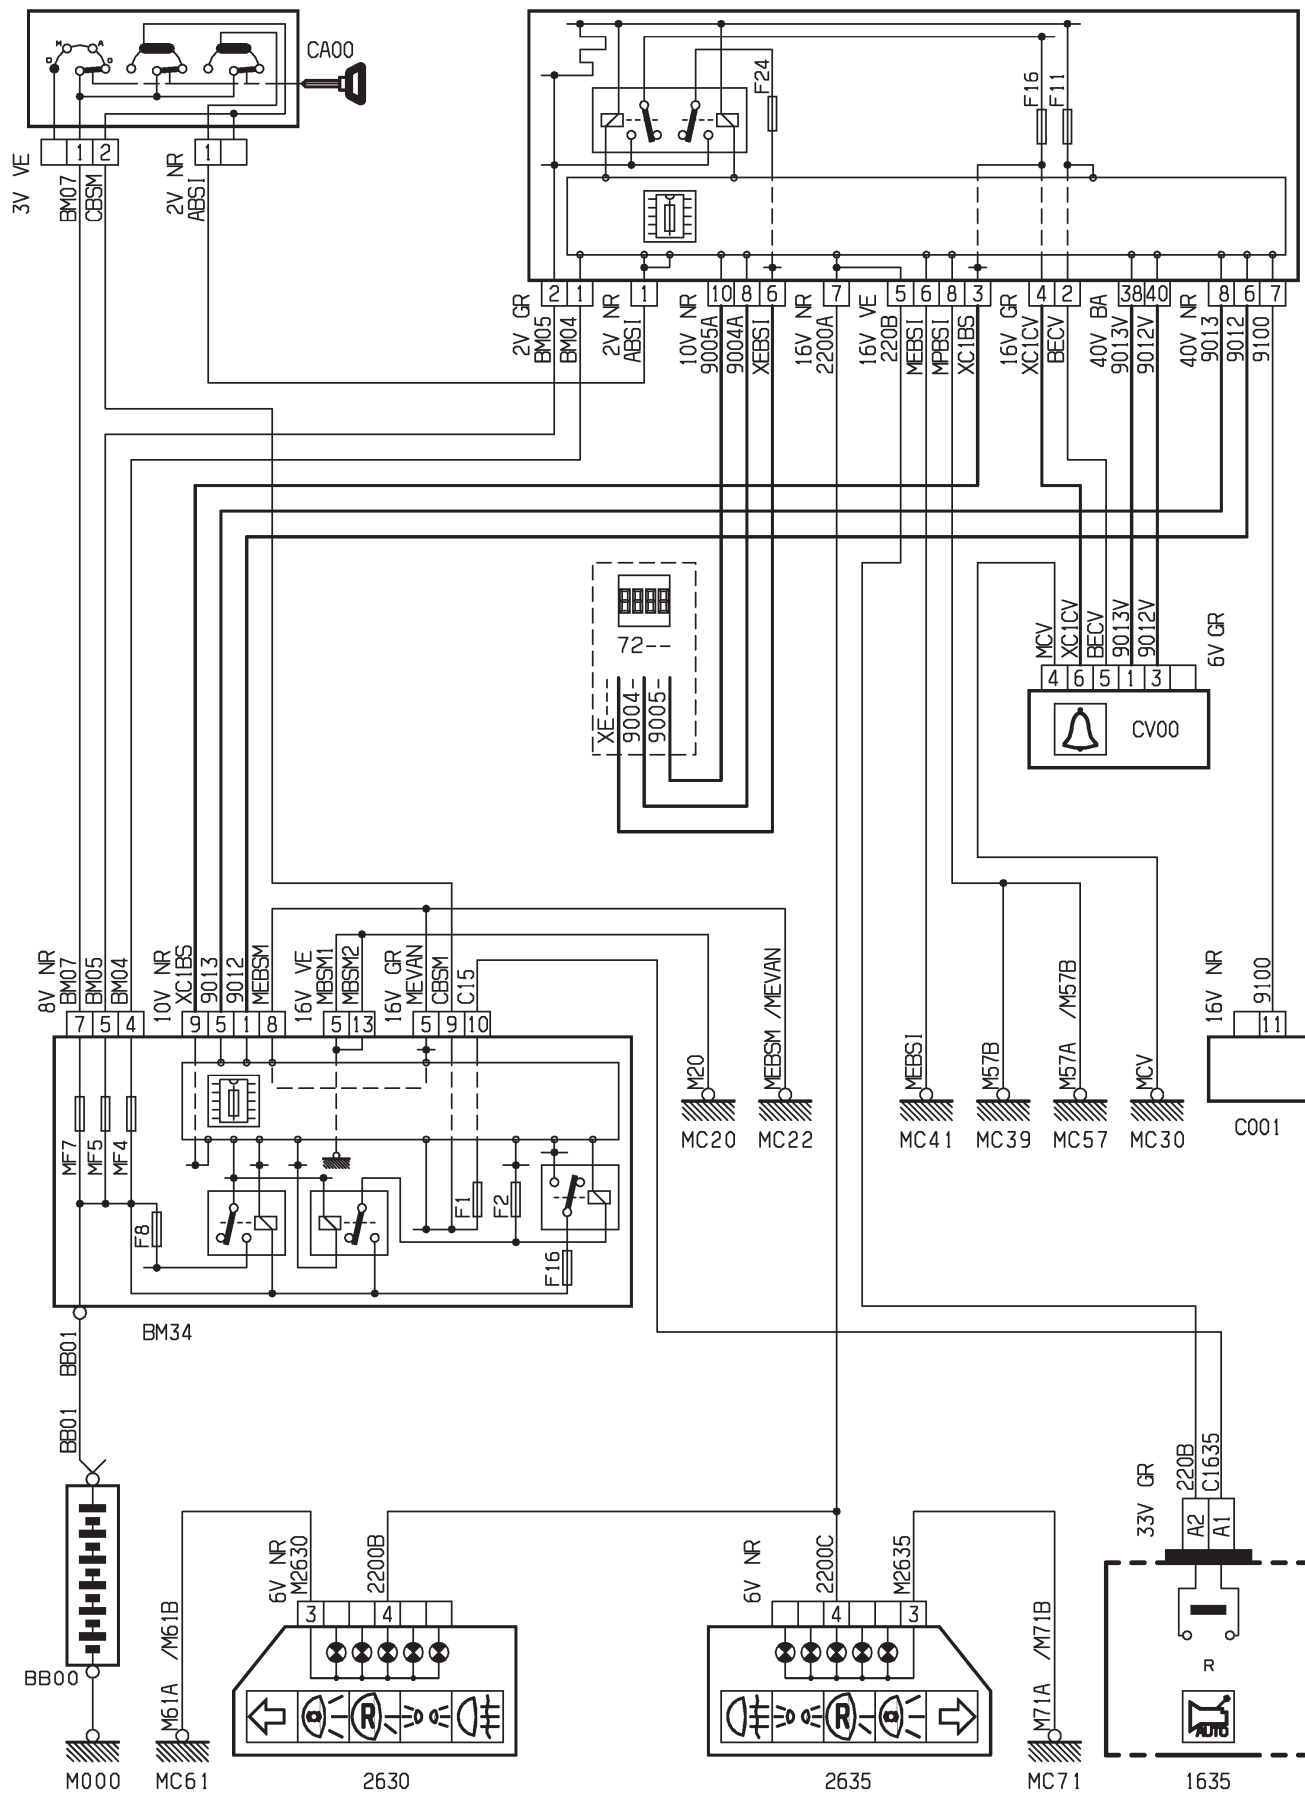 M A
D D
CA00
F24
F16
F11
1 2
1
3V VE
BM07
CBSM
2V NR
ABSI
2 1
1
10 8 6
7
5 6 8 3
4 2
38 40
8 6 7
2V GR
BM05
BM04
2V NR
ABSI
10V NR
9005A
9004A
XEBSI
16V NR
2200A
16V VE
220B
MEBSI
MPBSI
XC1BS
16V GR
XC1CV
BECV
40V BA
9013V
9012V
40V NR
9013
9012
9100
8888
72--
XE----
9004-
9005-
MCV
XC1CV
BECV
9013V
9012V
6V GR
4 6 5 1 3
CV00
8V NR
BM07
BM05
BM04
10V NR
XC1BS
9013
9012
MEBSM
16V VE
MBSM1
MBSM2
16V GR
MEVAN
CBSM
C15
7 5 4
9 5 1 8
5 13
5 9 10
M20
MEBSM /MEVAN
MEBSI
M57B
M57A /M57B
MCV
16V NR
9100
11
MC20
MC22
MC41
MC39
MC57
MC30
C001
MF7
MF5
MF4
F8
F1
F2
F16
BM34
BB01
BB01
BB00
M000
M61A /M61B
MC61
6V NR
M2630
2200B
3 4
R
2630
6V NR
2200C
M2635
4 3
R
2635
M71A /M71B
MC71
33V GR
220B
C1635
A2 A1
R
AUTO
1635